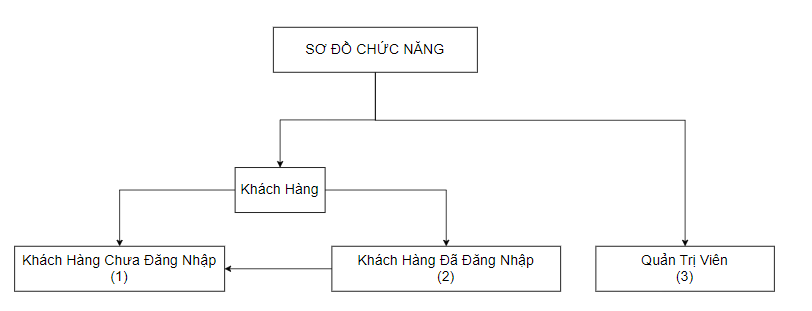 SƠ ĐỒ CHỨC NĂNG
Khách Hàng
Khách Hàng Chưa Đăng Nhập
(1)
Khách Hàng Đã Đăng Nhập
(2)
Quản Trị Viên
(3)